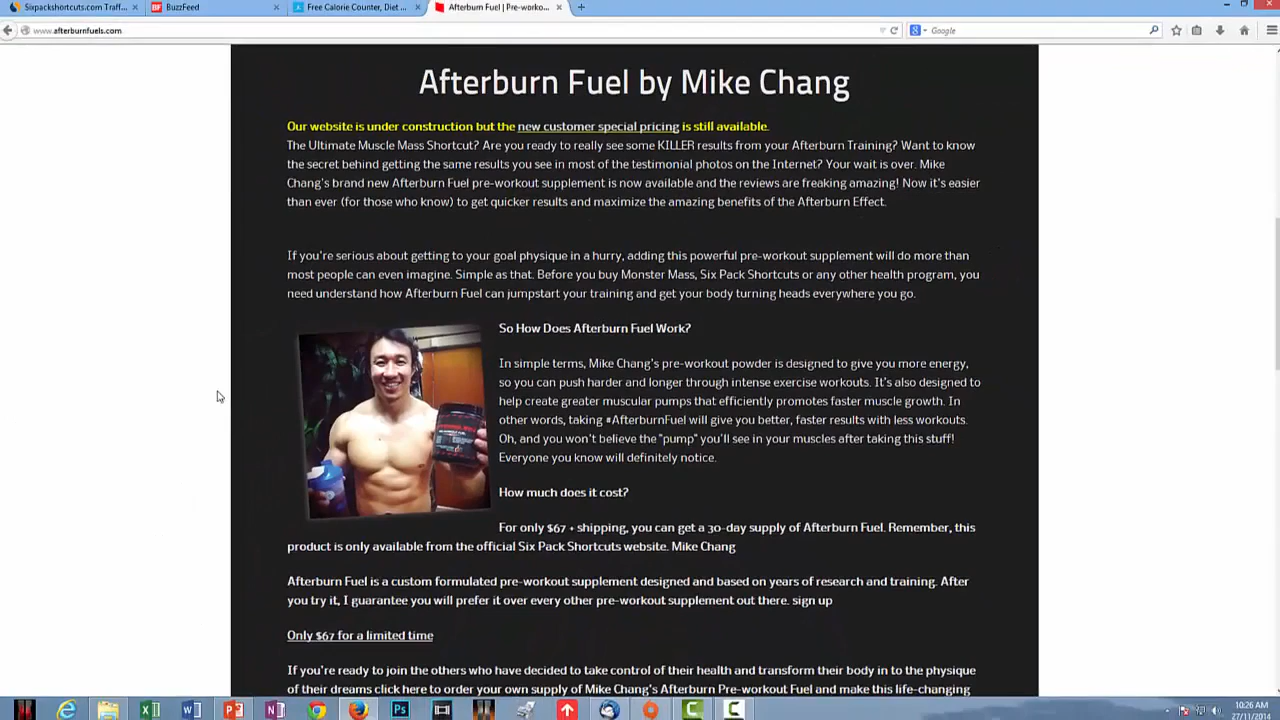 Sixpackshortcuts.com Traff...
BuzzFeed
Free Calorie Counter, Diet ...
Afterburn Fuel | Pre-worko...
www.afterburnfuels.com
Google
Afterburn Fuel by Mike Chang
Our website is under construction but the new customer special pricing is still available.
The Ultimate Muscle Mass Shortcut? Are you ready to really see some KILLER results from your Afterburn Training? Want to know
the secret behind getting the same results you see in most of the testimonial photos on the Internet? Your wait is over. Mike
Chang's brand new Afterburn Fuel pre-workout supplement is now available and the reviews are freaking amazing! Now it's easier
than ever (for those who know) to get quicker results and maximize the amazing benefits of the Afterburn Effect.
If you're serious about getting to your goal physique in a hurry, adding this powerful pre-workout supplement will do more than
most people can even imagine. Simple as that. Before you buy Monster Mass, Six Pack Shortcuts or any other health program, you
need understand how Afterburn Fuel can jumpstart your training and get your body turning heads everywhere you go.
So How Does Afterburn Fuel Work?
In simple terms, Mike Chang's pre-workout powder is designed to give you more energy,
so you can push harder and longer through intense exercise workouts. It's also designed to
help create greater muscular pumps that efficiently promotes faster muscle growth. In
other words, taking #AfterburnFuel will give you better, faster results with less workouts.
Oh, and you won't believe the "pump" you'll see in your muscles after taking this stuff!
Everyone you know will definitely notice.
How much does it cost?
For only $67 + shipping, you can get a 30-day supply of Afterburn Fuel. Remember, this
product is only available from the official Six Pack Shortcuts website. Mike Chang
Afterburn Fuel is a custom formulated pre-workout supplement designed and based on years of research and training. After
you try it, I guarantee you will prefer it over every other pre-workout supplement out there. sign up
Only $67 for a limited time
If you're ready to join the others who have decided to take control of their health and transform their body in to the physique
of their dreams click here to order your own supply of Mike Chang's Afterburn Pre-workout Fuel and make this life-changing
10:26 AM
27/11/2014